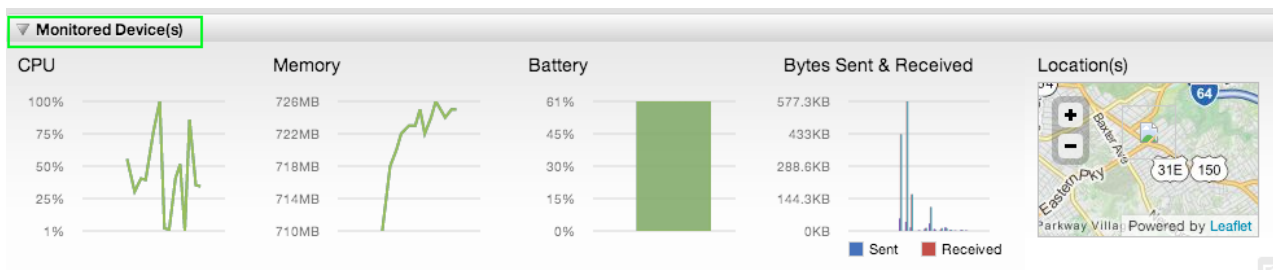 Monitored Device(s)
CPU
100%
75%
50%
25%
1%
Memory
726MB
722MB
718MB
714MB
710MB
Battery
61%
45%
30%
15%
0%
Bytes Sent & Received
577.3KB
433KB
288.6KB
144.3KB
0KB
Sent
Received
Location(s)
+
−
64
Baxter Ave
31E
150
Eastern Pky
Parkway Villag
Powered by Leaflet